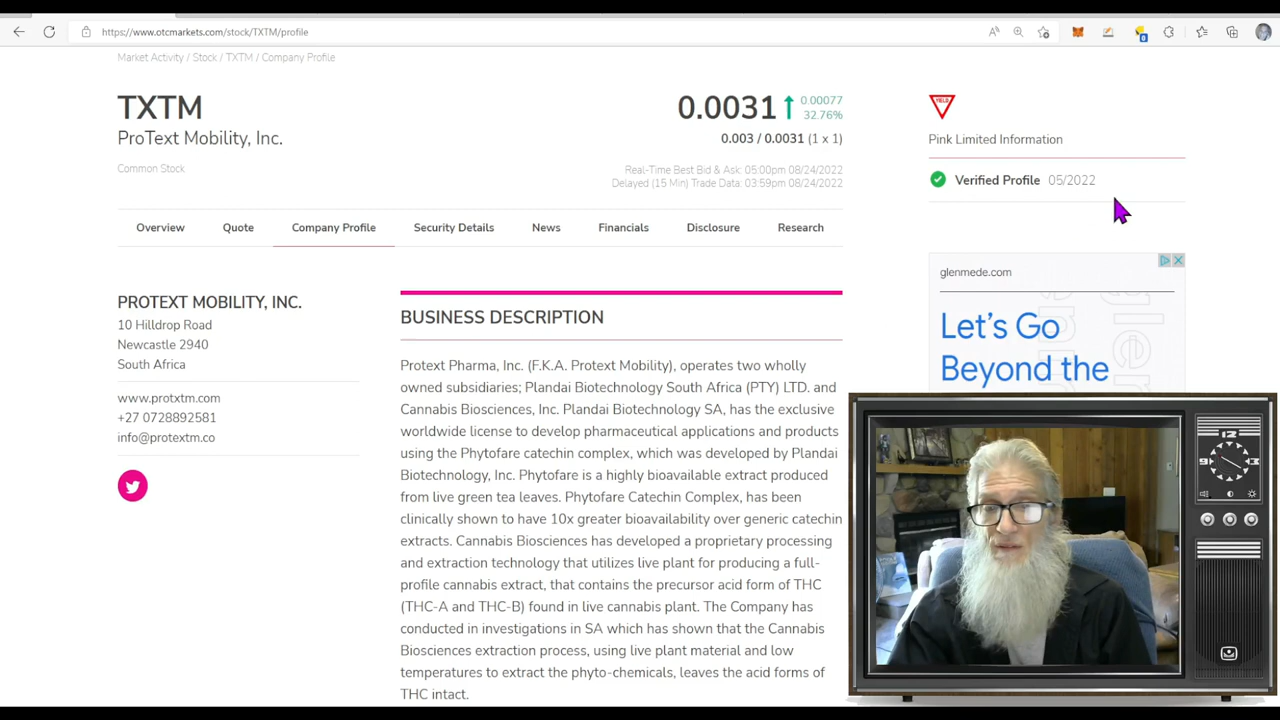 https://www.otcmarkets.com/stock/TXTM/profile
Market Activity / Stock / TXTM / Company Profile
TXTM
ProText Mobility, Inc.
Common Stock
0.0031
0.00077
32.76%
0.003 / 0.0031 (1 x 1)
Real-Time Best Bid & Ask: 05:00pm 08/24/2022
Delayed (15 Min) Trade Data: 03:59pm 08/24/2022
YIELD
Pink Limited Information
Verified Profile 05/2022
Overview Quote Company Profile Security Details News Financials Disclosure Research
PROTEXT MOBILITY, INC.
10 Hilldrop Road
Newcastle 2940
South Africa
www.protxtm.com
+27 0728892581
info@protextm.co
BUSINESS DESCRIPTION
Protext Pharma, Inc. (F.K.A. Protext Mobility), operates two wholly
owned subsidiaries; Plandai Biotechnology South Africa (PTY) LTD. and
Cannabis Biosciences, Inc. Plandai Biotechnology SA, has the exclusive
worldwide license to develop pharmaceutical applications and products
using the Phytofare catechin complex, which was developed by Plandai
Biotechnology, Inc. Phytofare is a highly bioavailable extract produced
from live green tea leaves. Phytofare Catechin Complex, has been
clinically shown to have 10x greater bioavailability over generic catechin
extracts. Cannabis Biosciences has developed a proprietary processing
and extraction technology that utilizes live plant for producing a full-
profile cannabis extract, that contains the precursor acid form of THC
(THC-A and THC-B) found in live cannabis plant. The Company has
conducted in investigations in SA which has shown that the Cannabis
Biosciences extraction process, using live plant material and low
temperatures to extract the phyto-chemicals, leaves the acid forms of
THC intact.
glenmede.com
Let's Go
Beyond the
12
9
3